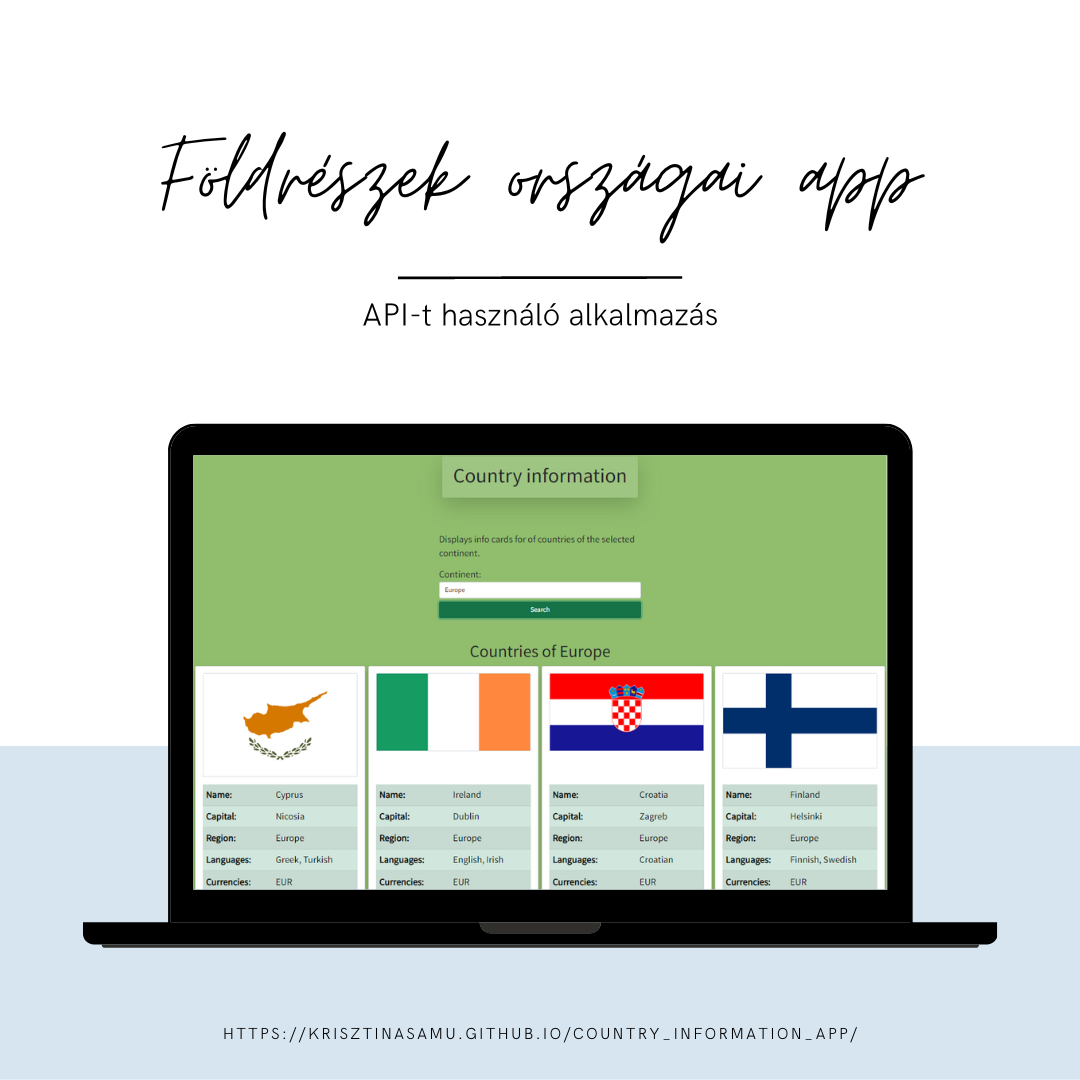 Földrészek országai app
API-t használó alkalmazás
Country information
Displays info cards for of countries of the selected
continent.
Continent:
Europe
Search
Countries of Europe
Name: Cyprus
Capital: Nicosia
Region: Europe
Languages: Greek, Turkish
Currencies: EUR
Name: Ireland
Capital: Dublin
Region: Europe
Languages: English, Irish
Currencies: EUR
Name: Croatia
Capital: Zagreb
Region: Europe
Languages: Croatian
Currencies: EUR
Name: Finland
Capital: Helsinki
Region: Europe
Languages: Finnish, Swedish
Currencies: EUR
HTTPS://KRISZTINASAMU.GITHUB.IO/COUNTRY_INFORMATION_APP/